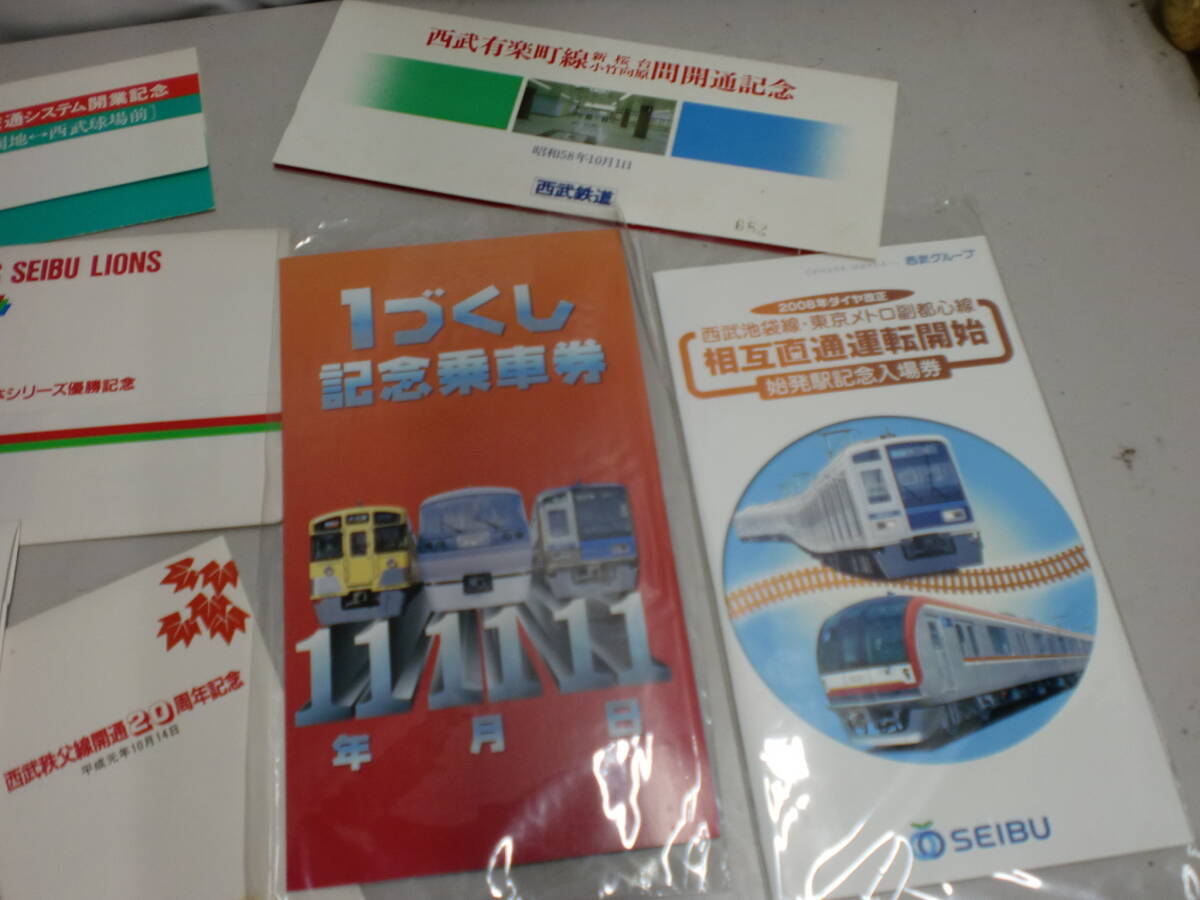 通システム開業記念
地↔西武球場前]
西武有楽町線 新桜台 小竹向原 間開通記念
昭和58年10月1日
西武鉄道
682
SEIBU LIONS
シリーズ優勝記念
西武秩父線開通20周年記念
平成元年10月14日
1づくし
記念乗車券
11 11 11
年 月 日
西武グループ
2008年ダイヤ改正
西武池袋線・東京メトロ副都心線
相互直通運転開始
始発駅記念入場券
SEIBU